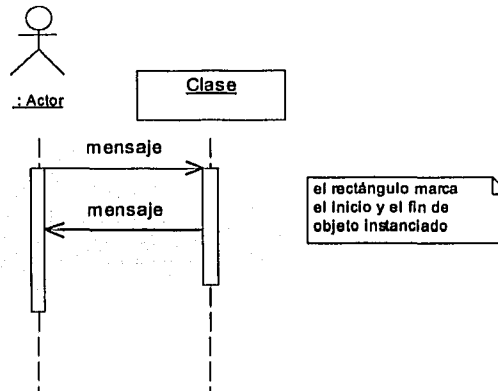 : Actor
Clase
mensaje
mensaje
el rectángulo marca
el inicio y el fin de
objeto instanciado